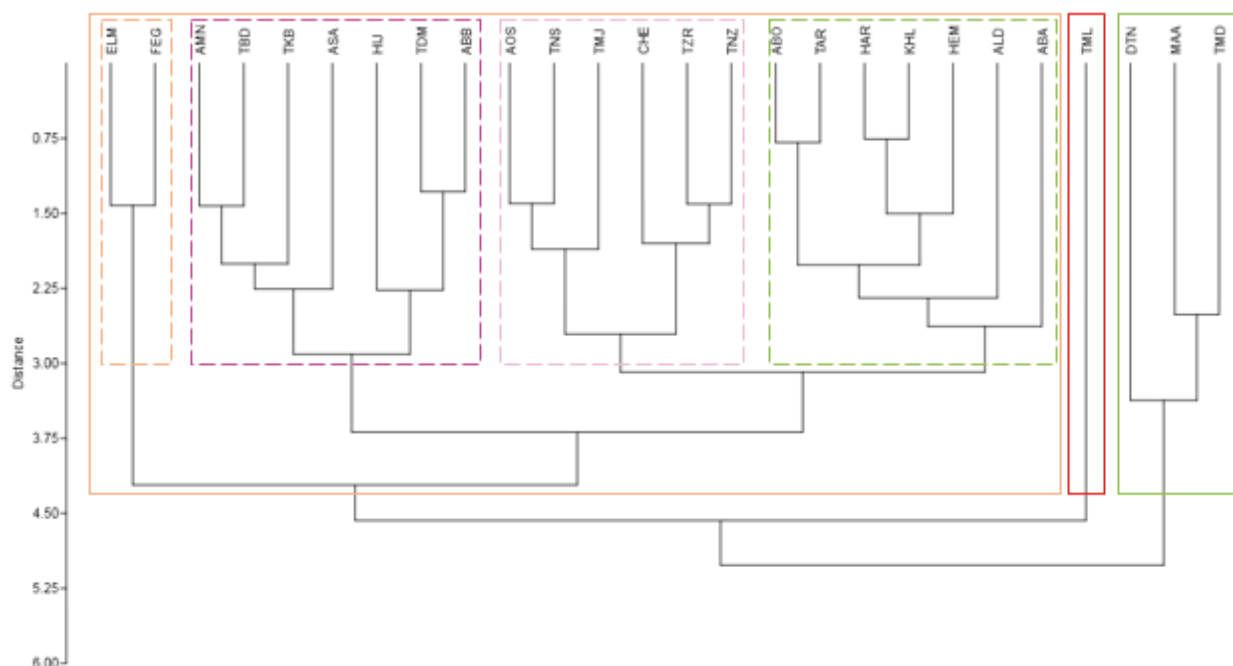 ELM
FEG
AMN
TBD
TKB
ASA
HIJ
TDM
ABB
AOS
TNS
TMJ
CHE
TZR
TNZ
ABO
TAR
HAR
KHL
HEM
ALD
ABA
TML
DTN
MAA
TMD
0.75
1.50
2.25
3.00
3.75
4.50
5.25
6.00
Distance